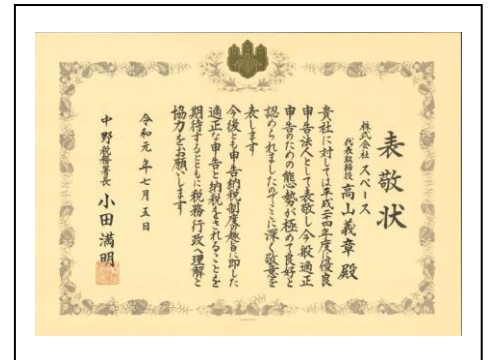 表敬状
株式会社 スペース
代表取締役 高山義章 殿
貴社に対しては平成二十四年度に優良
申告法人として表敬し今般適正
申告のための態勢が極めて良好と
認められましたのでここに深く敬意を
表します
今後とも申告納税制度の趣旨に即した
適正な申告と納税をされることを
期待するとともに税務行政へ理解と
協力をお願いします
令和元年七月五日
中野税務署長 小田満明